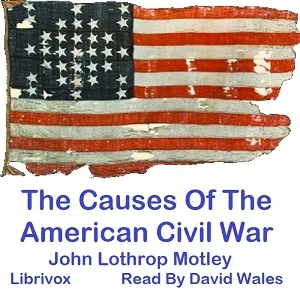 The Causes Of The
American Civil War
John Lothrop Motley
Librivox Read By David Wales